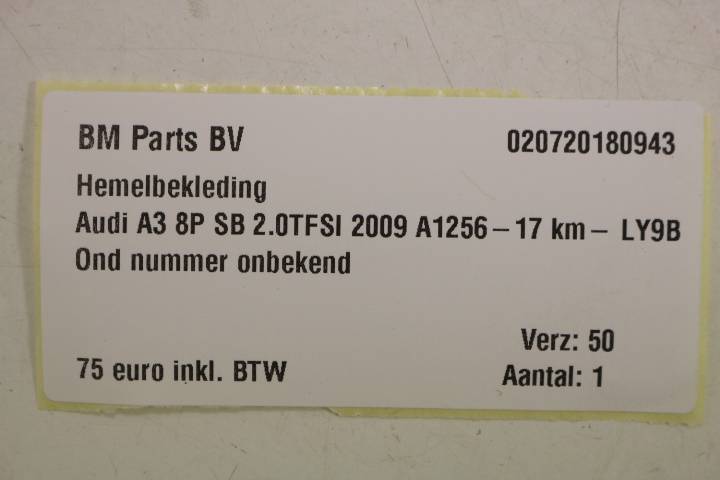 BM Parts BV 020720180943
Hemelbekleding
Audi A3 8P SB 2.0TFSI 2009 A1256 – 17 km – LY9B
Ond nummer onbekend
Verz: 50
75 euro inkl. BTW Aantal: 1